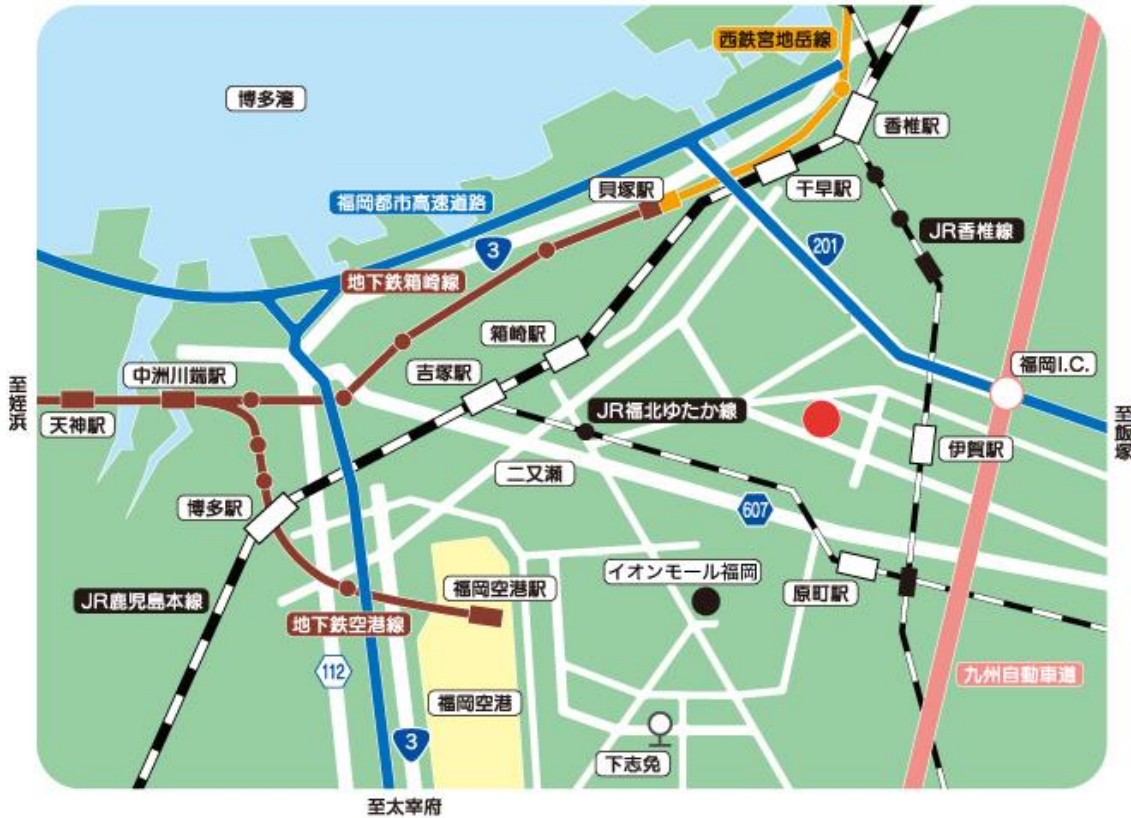 西鉄宮地岳線
博多湾
香椎駅
貝塚駅
千早駅
福岡都市高速道路
3
201
JR香椎線
地下鉄箱崎線
箱崎駅
福岡I.C.
中洲川端駅
吉塚駅
至姪浜
JR福北ゆたか線
至飯塚
天神駅
伊賀駅
二又瀬
博多駅
607
イオンモール福岡
福岡空港駅
原町駅
JR鹿児島本線
地下鉄空港線
112
九州自動車道
福岡空港
3
下志免
至太宰府